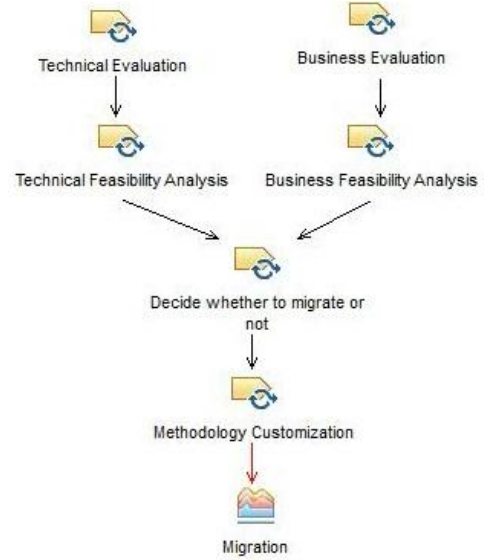 Technical Evaluation
Business Evaluation
Technical Feasibility Analysis
Business Feasibility Analysis
Decide whether to migrate or
not
Methodology Customization
Migration